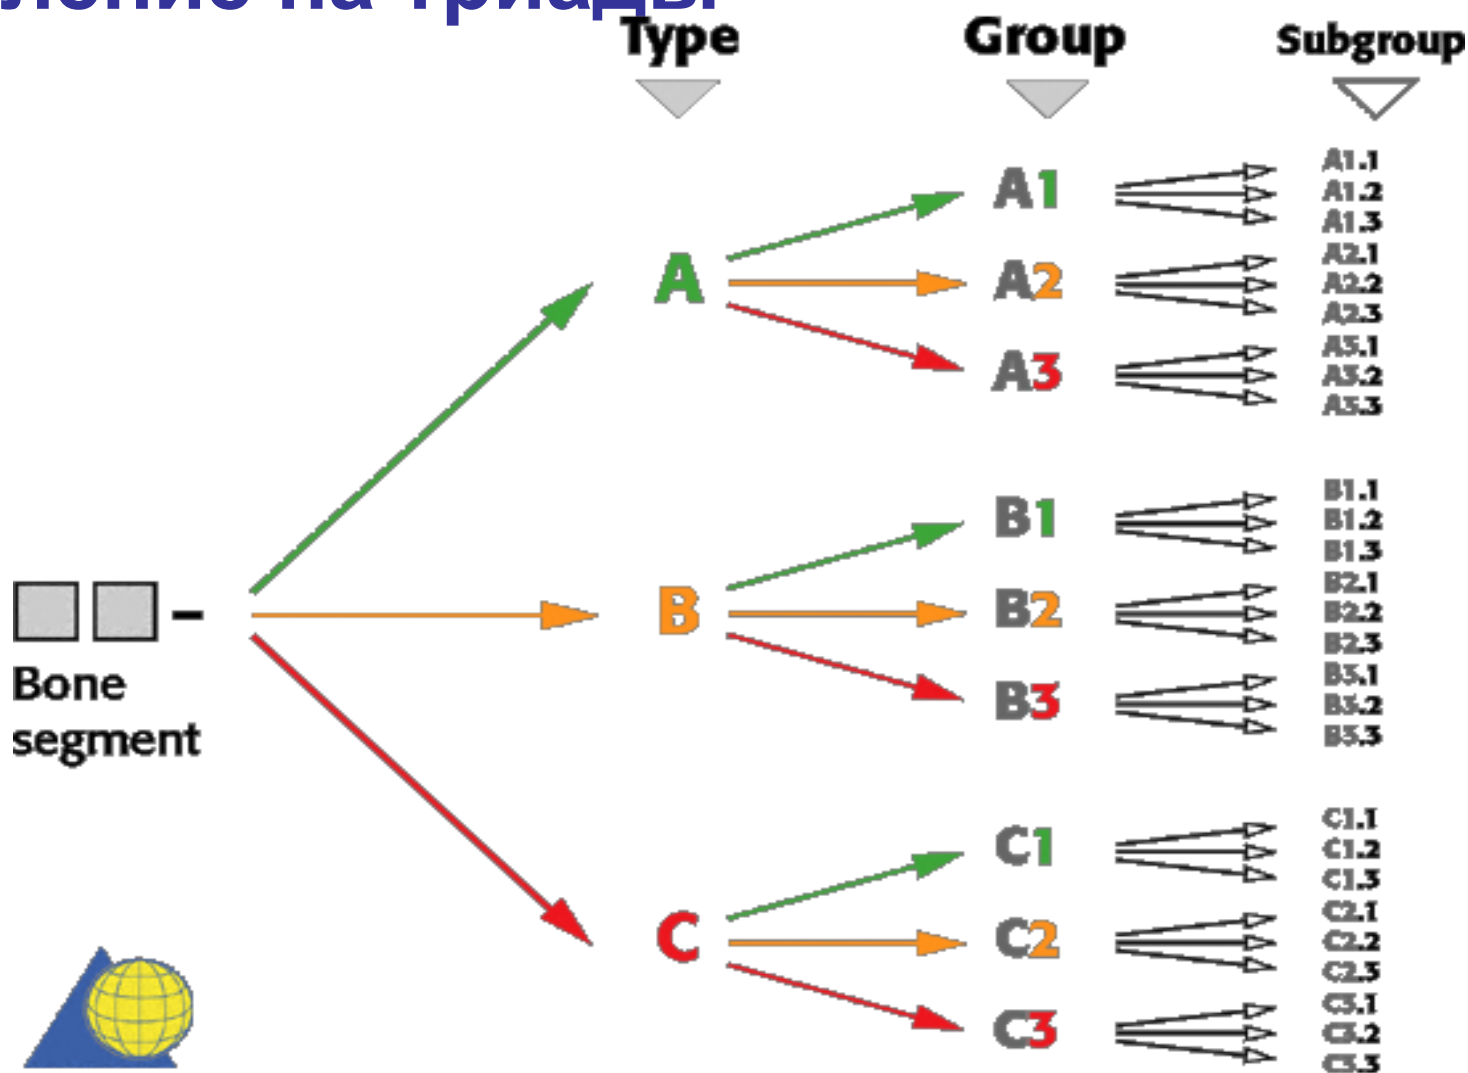 на триады
Type Group Subgroup
A1.1
A1 A1.2
A1.3
A2.1
A A2 A2.2
A2.3
A3.1
A3 A3.2
A3.3
B1.1
B1 B1.2
B1.3
B2.1
B B2 B2.2
B2.3
B3.1
B3 B3.2
B3.3
–
Bone
segment
C1.1
C1 C1.2
C1.3
C2.1
C C2 C2.2
C2.3
C3.1
C3 C3.2
C3.3